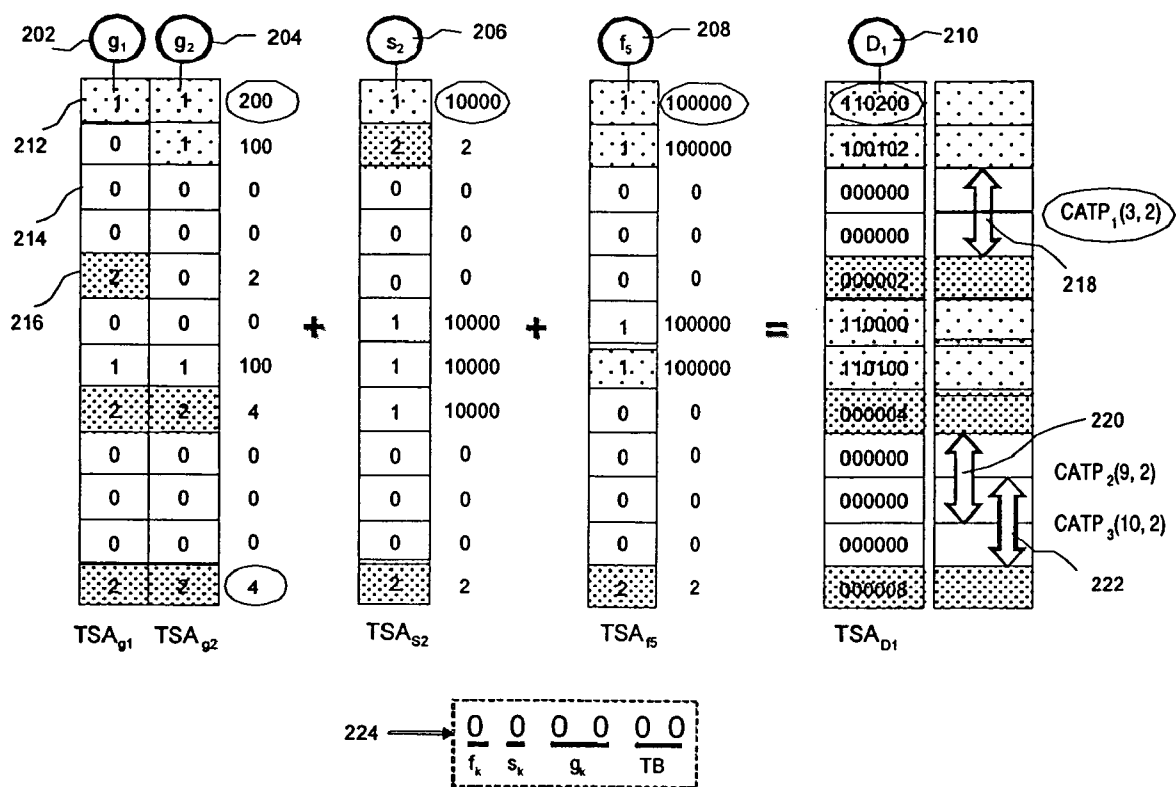 202 g₁ g₂ 204 s₂ 206 f₅ 208 D₁ 210
212 1 1 200 1 10000 1 100000 110200
0 1 100 2 2 1 100000 100102
214 0 0 0 0 0 0 0 000000
0 0 0 0 0 0 0 000000 CATP₁(3, 2)
216 2 0 2 0 0 0 0 000002 218
0 0 0 + 1 10000 + 1 100000 = 110000
1 1 100 1 10000 1 100000 110100
2 2 4 1 10000 0 0 000004
0 0 0 0 0 0 0 000000 220
0 0 0 0 0 0 0 000000 CATP₂(9, 2)
0 0 0 0 0 0 0 000000 CATP₃(10, 2)
2 2 4 2 2 2 2 000008 222
TSAg1 TSAg2 TSAS2 TSAf5 TSAD1
224 0 0 0 0 0 0
fₖ sₖ gₖ TB